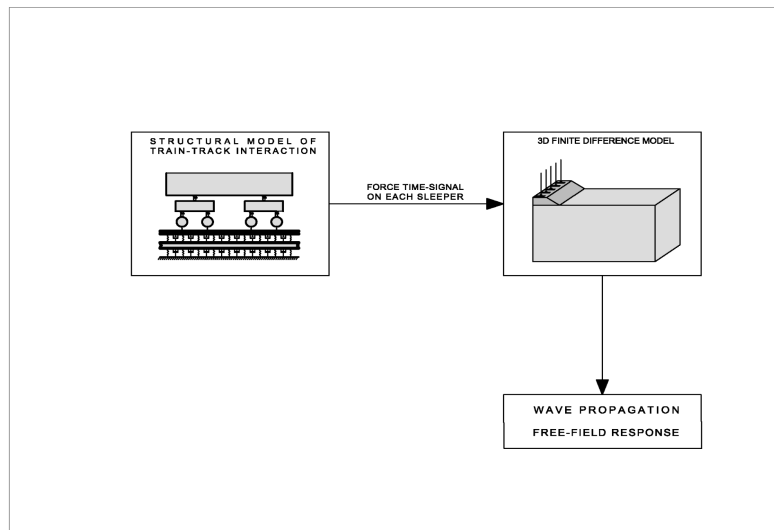 STRUCTURAL MODEL OF
TRAIN-TRACK INTERACTION
FORCE TIME-SIGNAL
ON EACH SLEEPER
3D FINITE DIFFERENCE MODEL
WAVE PROPAGATION
FREE-FIELD RESPONSE